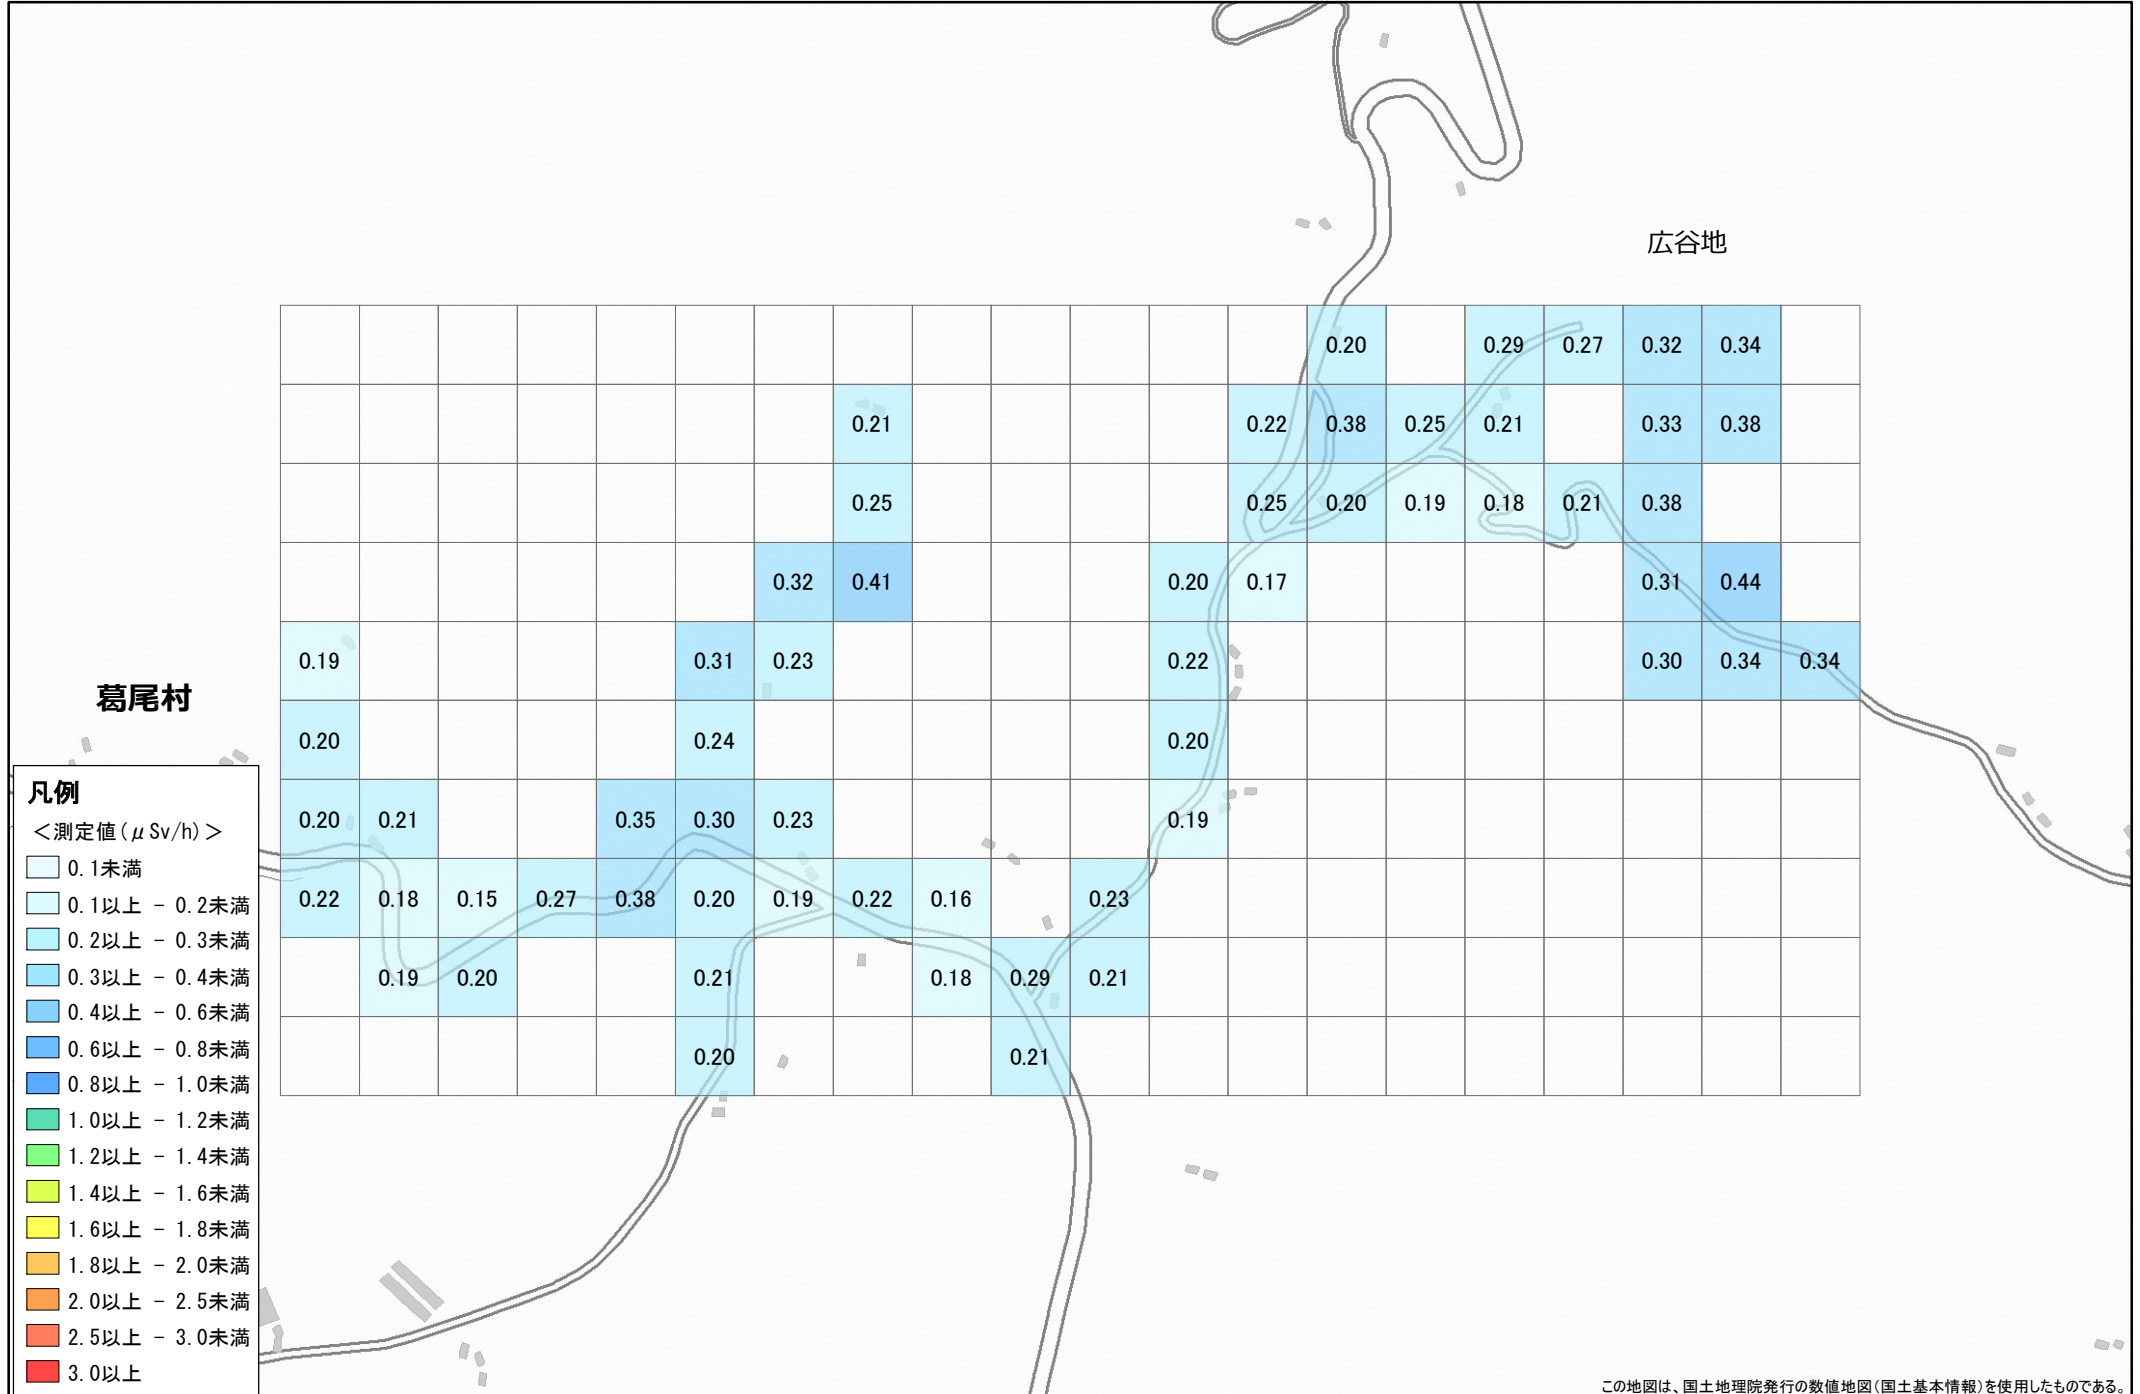 広谷地
0.20 0.29 0.27 0.32 0.34
0.21 0.22 0.38 0.25 0.21 0.33 0.38
0.25 0.25 0.20 0.19 0.18 0.21 0.38
0.32 0.41 0.20 0.17 0.31 0.44
0.19 0.31 0.23 0.22 0.30 0.34 0.34
葛尾村
0.20 0.24 0.20
0.20 0.21 0.35 0.30 0.23 0.19
0.22 0.18 0.15 0.27 0.38 0.20 0.19 0.22 0.16 0.23
0.19 0.20 0.21 0.18 0.29 0.21
0.20 0.21
凡例
＜測定値(μSv/h)＞
0.1未満
0.1以上 － 0.2未満
0.2以上 － 0.3未満
0.3以上 － 0.4未満
0.4以上 － 0.6未満
0.6以上 － 0.8未満
0.8以上 － 1.0未満
1.0以上 － 1.2未満
1.2以上 － 1.4未満
1.4以上 － 1.6未満
1.6以上 － 1.8未満
1.8以上 － 2.0未満
2.0以上 － 2.5未満
2.5以上 － 3.0未満
3.0以上
この地図は、国土地理院発行の数値地図(国土基本情報)を使用したものである。